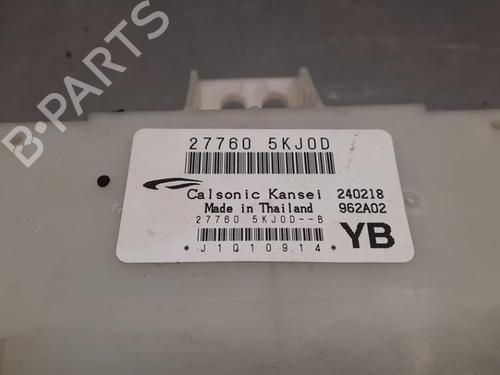 B-PARTS
27760 5KJ0D
Calsonic Kansei 240218
Made in Thailand 962A02
27760 5KJ0D--B
YB
*J1Q10914*